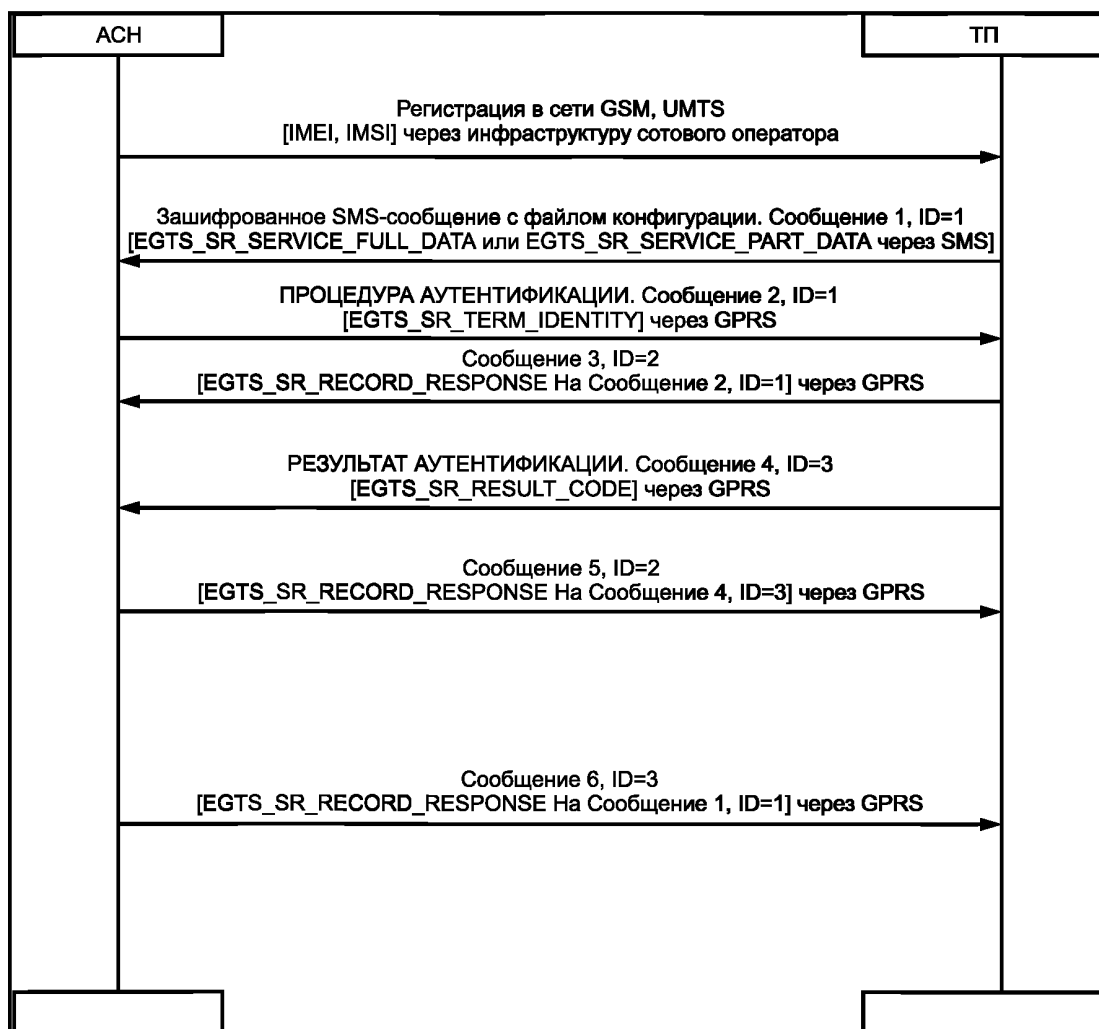 АСН
ТП
Регистрация в сети GSM, UMTS
[IMEI, IMSI] через инфраструктуру сотового оператора
Зашифрованное SMS-сообщение с файлом конфигурации. Сообщение 1, ID=1
[EGTS_SR_SERVICE_FULL_DATA или EGTS_SR_SERVICE_PART_DATA через SMS]
ПРОЦЕДУРА АУТЕНТИФИКАЦИИ. Сообщение 2, ID=1
[EGTS_SR_TERM_IDENTITY] через GPRS
Сообщение 3, ID=2
[EGTS_SR_RECORD_RESPONSE На Сообщение 2, ID=1] через GPRS
РЕЗУЛЬТАТ АУТЕНТИФИКАЦИИ. Сообщение 4, ID=3
[EGTS_SR_RESULT_CODE] через GPRS
Сообщение 5, ID=2
[EGTS_SR_RECORD_RESPONSE На Сообщение 4, ID=3] через GPRS
Сообщение 6, ID=3
[EGTS_SR_RECORD_RESPONSE На Сообщение 1, ID=1] через GPRS